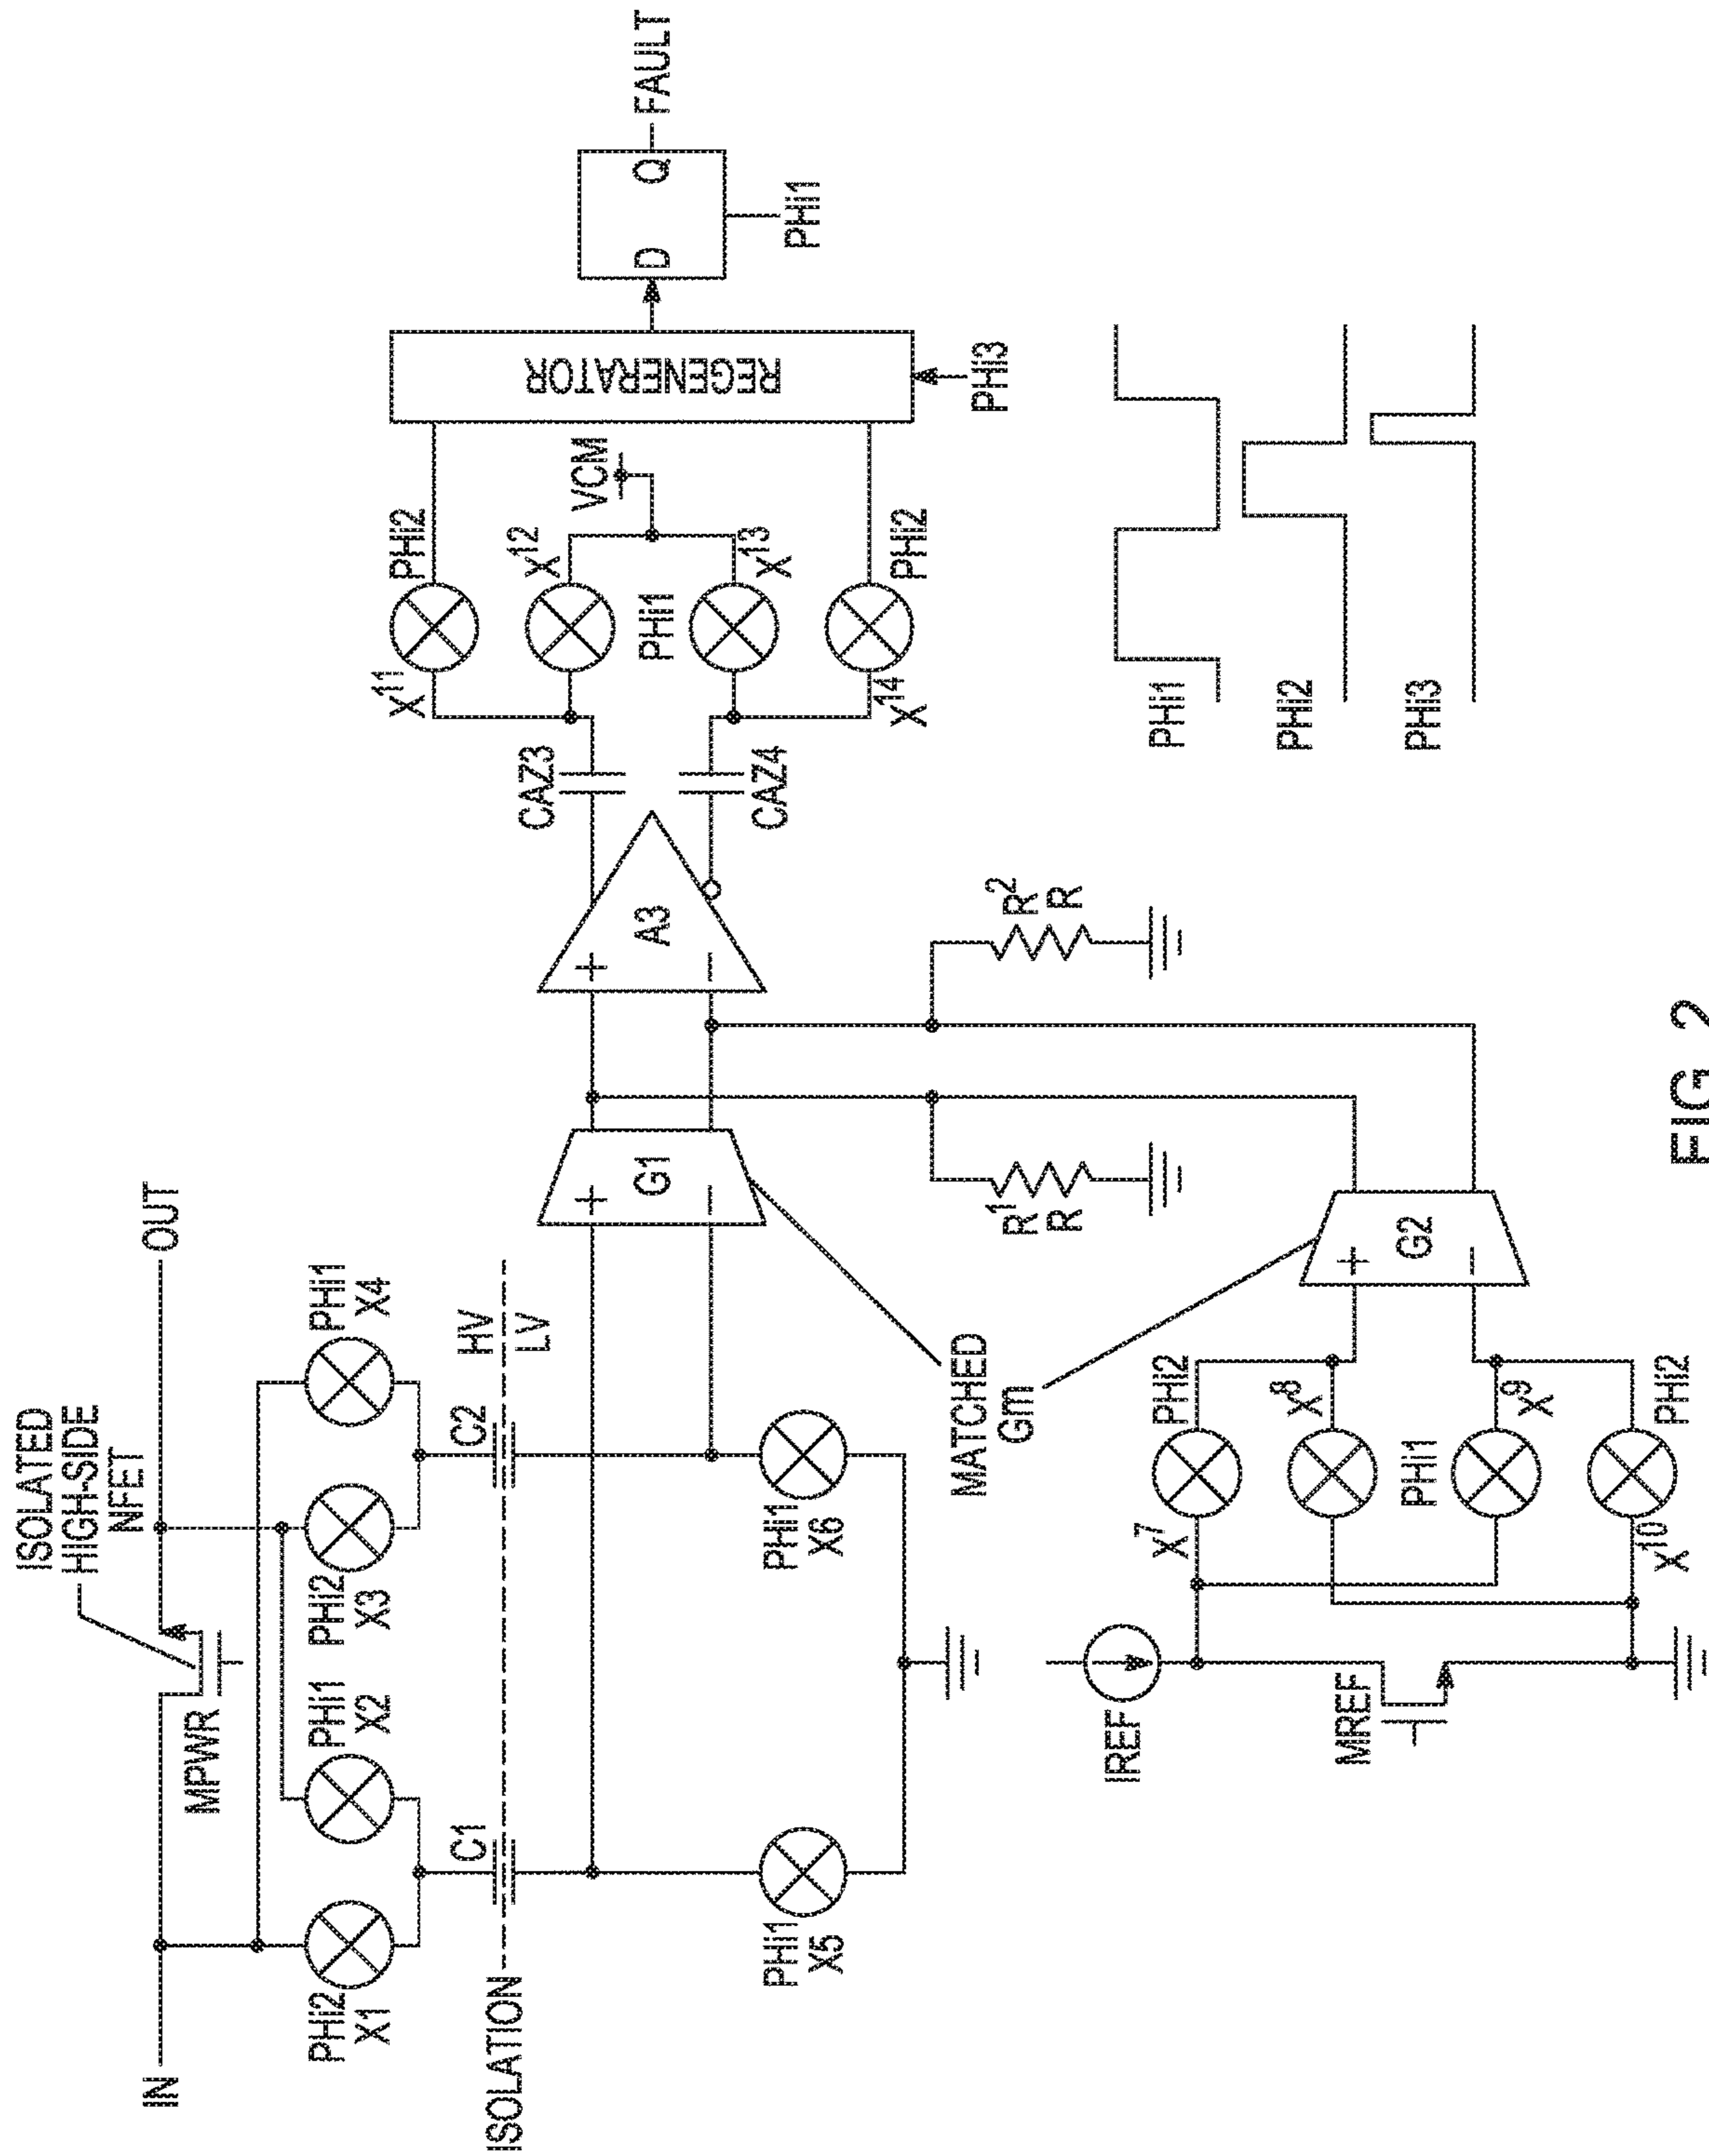 ISOLATED
HIGH-SIDE
NFET
IN
OUT
MPWR
PHI2
X1
PHI1
X2
PHI2
X3
PHI1
X4
ISOLATION
C1
C2
HV
LV
PHI1
X5
PHI1
X6
+
−
G1
MATCHED
Gm
+
−
A3
CAZ3
CAZ4
X11
PHI2
X12
PHI1
X13
X14
PHI2
VCM
REGENERATOR
PHI3
D
Q
FAULT
PHI1
IREF
MREF
X7
PHI2
X8
PHI1
X9
X10
PHI2
+
−
G2
R1
R
R2
R
PHI1
PHI2
PHI3
FIG. 2